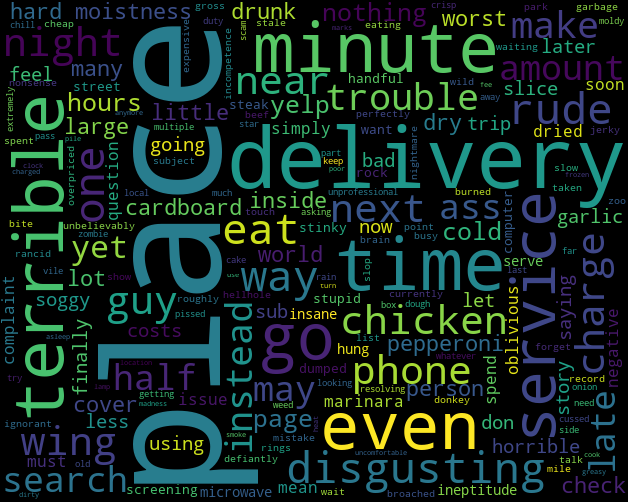 hard moistness drunk nothing worst make
cheap chill duty gross stale eating crisp park garbage moldy
night minute near trouble amount
feel many street hours large little yelp handful slice later soon
expensive scam incompetence steak beef waiting wild away perfectly fee
terrible place delivery rude
nonsense extremely pass spent overpriced question one
going multiple subject star simply want dry trip dried jerky
local much cardboard inside bad rock part keep poor nightmare
unprofessional burned slow taken frozen zoo
bite unbelievably zombie touch asking stinky brain now point busy
yet eat next ass cold garlic computer serve far
rancid vile lot show cake way world time service
soggy guy roughly use rain turn slop currently last
complaint finally pissed hellhole sub insane stupid box dough let oblivious
costs instead go chicken saying charge late negative
try asleep half issue dumped hung list pepperoni whatever story forget
ignorant cover less getting madness may weed looking marinara phone person spend
wing using page rings even resolving donkey don record onion need cussed side
must old screening smoke mistake defiantly uncomfortable horrible talk cook mile greasy
search dirty microwave mean wait disgusting broached ineptitude check